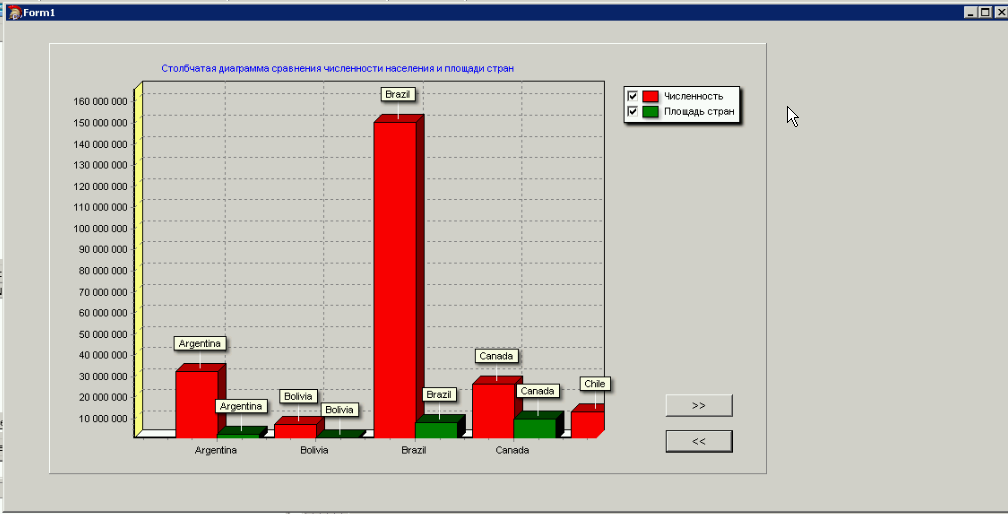 Form1
Столбчатая диаграмма сравнения численности населения и площади стран
Численность
Площадь стран
160 000 000
150 000 000
140 000 000
130 000 000
120 000 000
110 000 000
100 000 000
90 000 000
80 000 000
70 000 000
60 000 000
50 000 000
40 000 000
30 000 000
20 000 000
10 000 000
Brazil
Argentina
Canada
Chile
Bolivia
Brazil
Canada
Argentina
Bolivia
Argentina
Bolivia
Brazil
Canada
>>
<<